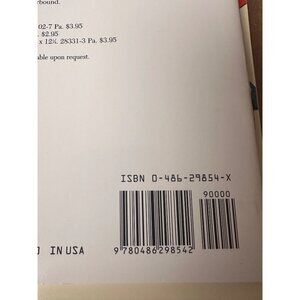 rbound.
02-7 Pa. $3.95
. $2.95
x 12¼. 28331-3 Pa. $3.95
able upon request.
ISBN 0-486-29854-X
90000
IN USA
9 780486 298542